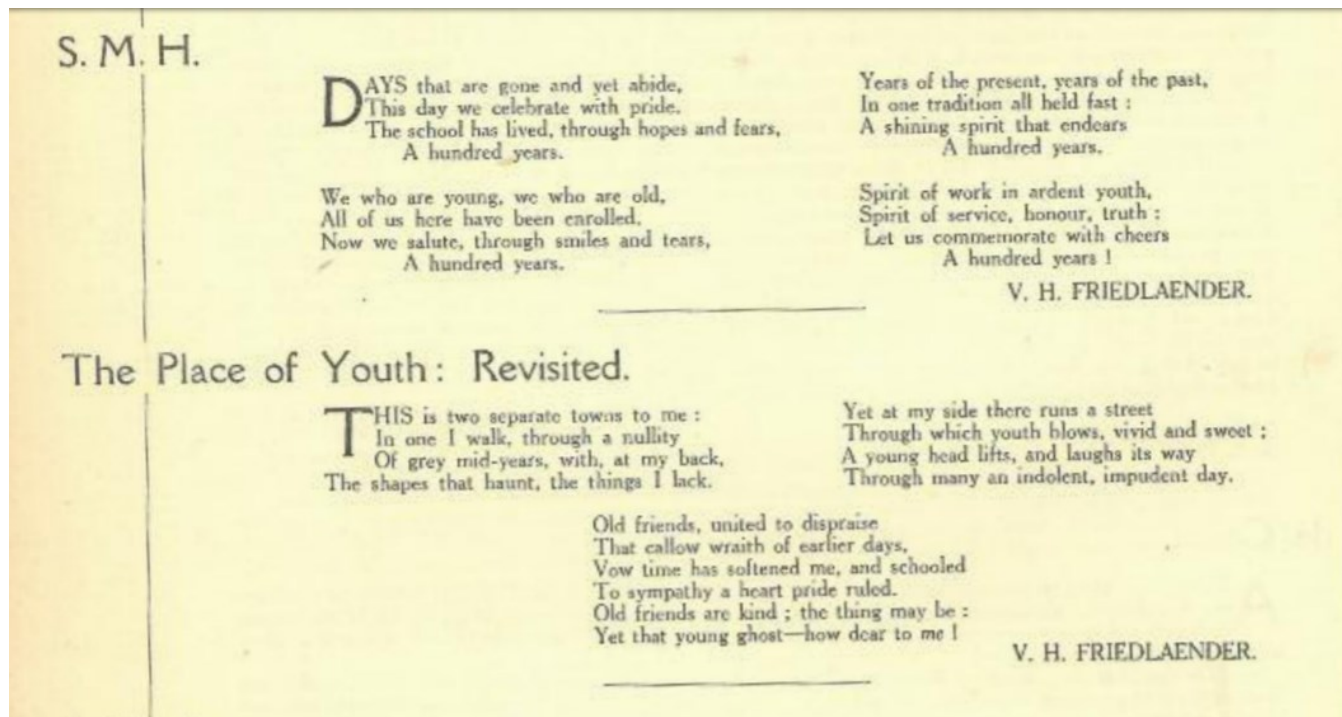 S. M. H.
DAYS that are gone and yet abide,
This day we celebrate with pride.
The school has lived, through hopes and fears,
A hundred years.
We who are young, we who are old,
All of us here have been enrolled.
Now we salute, through smiles and tears,
A hundred years.
Years of the present, years of the past,
In one tradition all held fast :
A shining spirit that endears
A hundred years.
Spirit of work in ardent youth,
Spirit of service, honour, truth :
Let us commemorate with cheers
A hundred years !
V. H. FRIEDLAENDER.
The Place of Youth: Revisited.
THIS is two separate towns to me :
In one I walk, through a nullity
Of grey mid-years, with, at my back,
The shapes that haunt, the things I lack.
Yet at my side there runs a street
Through which youth blows, vivid and sweet ;
A young head lifts, and laughs its way
Through many an indolent, impudent day.
Old friends, united to dispraise
That callow wraith of earlier days,
Vow time has softened me, and schooled
To sympathy a heart pride ruled.
Old friends are kind ; the thing may be :
Yet that young ghost—how dear to me !
V. H. FRIEDLAENDER.